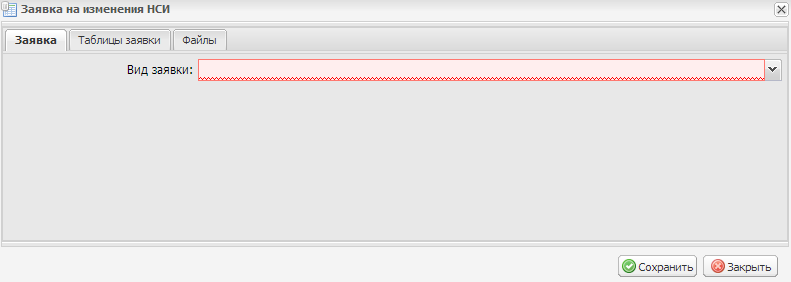 Заявка на изменения НСИ
Заявка Таблицы заявки Файлы
Вид заявки:
Сохранить Закрыть